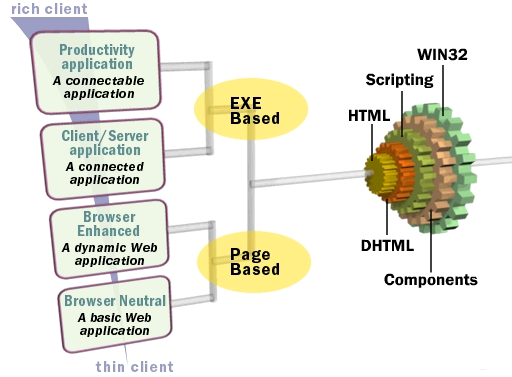 rich client
Productivity
application
A connectable
application
Client/Server
application
A connected
application
Browser
Enhanced
A dynamic Web
application
Browser Neutral
A basic Web
application
thin client
EXE
Based
Page
Based
WIN32
Scripting
HTML
DHTML
Components